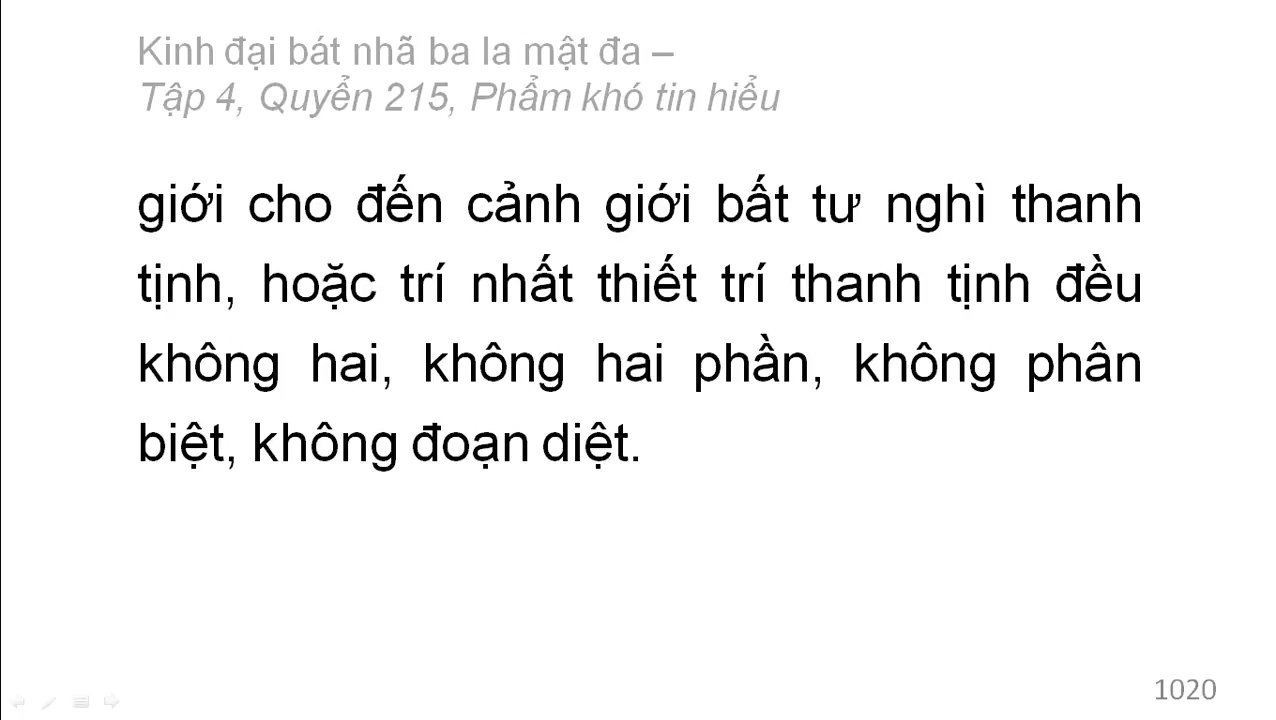 Kinh đại bát nhã ba la mật đa –
Tập 4, Quyển 215, Phẩm khó tin hiểu
giới cho đến cảnh giới bất tư nghì thanh
tịnh, hoặc trí nhất thiết trí thanh tịnh đều
không hai, không hai phần, không phân
biệt, không đoạn diệt.
1020